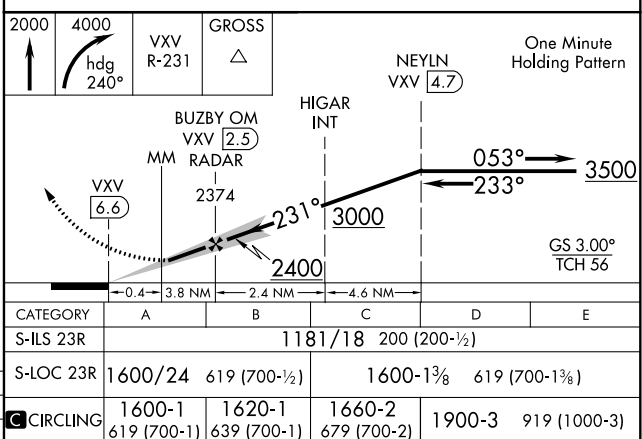 2000
4000
hdg
240°
VXV
R-231
GROSS
One Minute
Holding Pattern
NEYLN
VXV 4.7
HIGAR
INT
BUZBY OM
VXV 2.5
RADAR
MM
2374
VXV
6.6
053°
233°
3500
231°
3000
2400
GS 3.00°
TCH 56
0.4
3.8 NM
2.4 NM
4.6 NM
CATEGORY A B C D E
S-ILS 23R 1181/18 200 (200-½)
S-LOC 23R 1600/24 619 (700-½) 1600-1⅜ 619 (700-1⅜)
C CIRCLING 1600-1 619 (700-1) 1620-1 639 (700-1) 1660-2 679 (700-2) 1900-3 919 (1000-3)